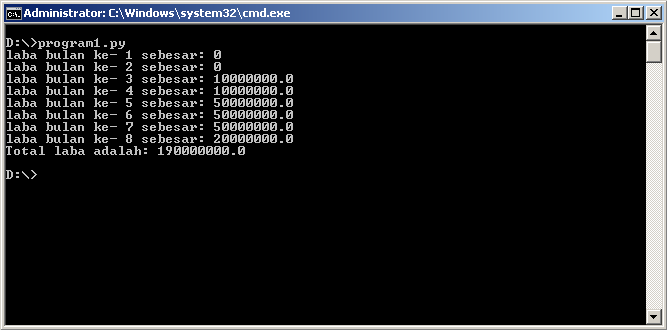 Administrator: C:\Windows\system32\cmd.exe
D:\>program1.py
laba bulan ke- 1 sebesar: 0
laba bulan ke- 2 sebesar: 0
laba bulan ke- 3 sebesar: 10000000.0
laba bulan ke- 4 sebesar: 10000000.0
laba bulan ke- 5 sebesar: 50000000.0
laba bulan ke- 6 sebesar: 50000000.0
laba bulan ke- 7 sebesar: 50000000.0
laba bulan ke- 8 sebesar: 20000000.0
Total laba adalah: 190000000.0
D:\>